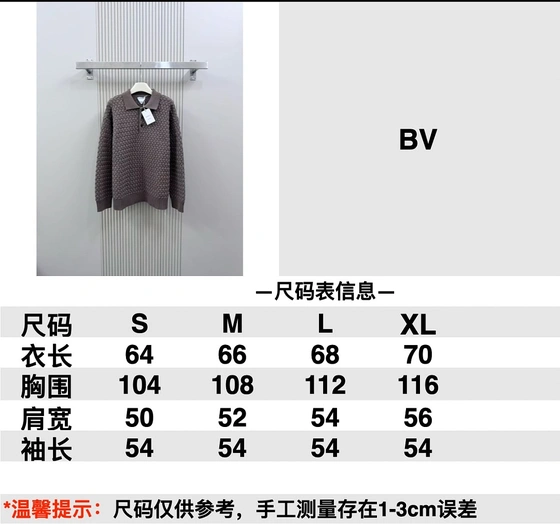 BV
—尺码表信息—
尺码 S M L XL
衣长 64 66 68 70
胸围 104 108 112 116
肩宽 50 52 54 56
袖长 54 54 54 54
*温馨提示：尺码仅供参考，手工测量存在1-3cm误差